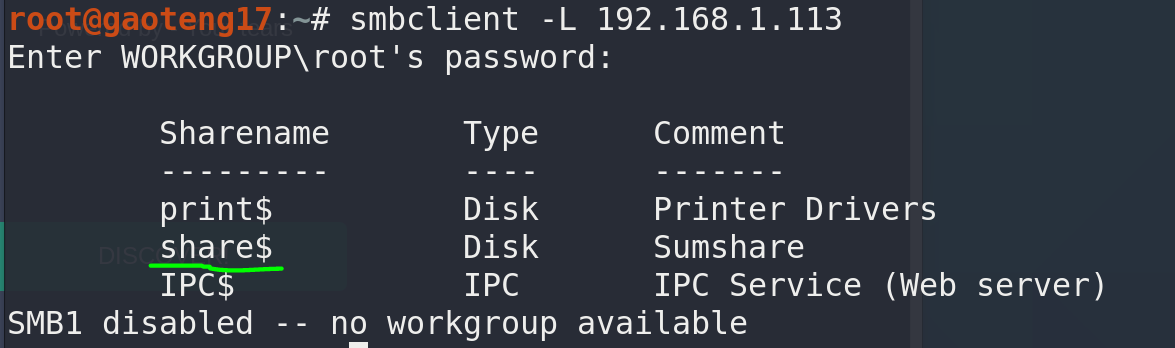 root@gaoteng17:~# smbclient -L 192.168.1.113
Enter WORKGROUP\root's password:
Sharename Type Comment
--------- ---- -------
print$ Disk Printer Drivers
share$ Disk Sumshare
IPC$ IPC IPC Service (Web server)
SMB1 disabled -- no workgroup available